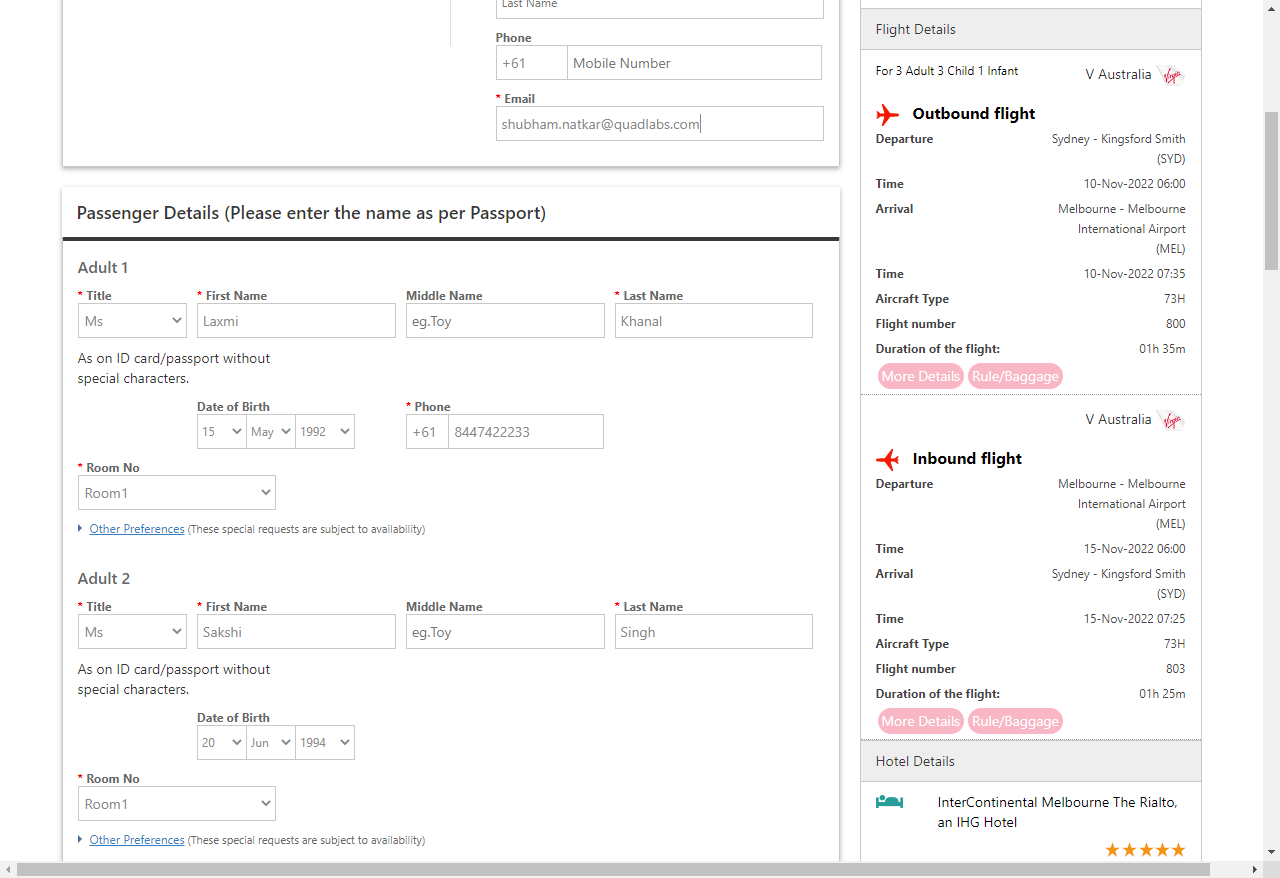 Last Name
Phone
+61 Mobile Number
* Email
shubham.natkar@quadlabs.com
Passenger Details (Please enter the name as per Passport)
Adult 1
* Title * First Name Middle Name * Last Name
Ms Laxmi eg.Toy Khanal
As on ID card/passport without
special characters.
Date of Birth * Phone
15 May 1992 +61 8447422233
* Room No
Room1
Other Preferences (These special requests are subject to availability)
Adult 2
* Title * First Name Middle Name * Last Name
Ms Sakshi eg.Toy Singh
As on ID card/passport without
special characters.
Date of Birth
20 Jun 1994
* Room No
Room1
Other Preferences (These special requests are subject to availability)
Flight Details
For 3 Adult 3 Child 1 Infant V Australia Virgin
Outbound flight
Departure Sydney - Kingsford Smith
(SYD)
Time 10-Nov-2022 06:00
Arrival Melbourne - Melbourne
International Airport
(MEL)
Time 10-Nov-2022 07:35
Aircraft Type 73H
Flight number 800
Duration of the flight: 01h 35m
More Details Rule/Baggage
V Australia Virgin
Inbound flight
Departure Melbourne - Melbourne
International Airport
(MEL)
Time 15-Nov-2022 06:00
Arrival Sydney - Kingsford Smith
(SYD)
Time 15-Nov-2022 07:25
Aircraft Type 73H
Flight number 803
Duration of the flight: 01h 25m
More Details Rule/Baggage
Hotel Details
InterContinental Melbourne The Rialto,
an IHG Hotel